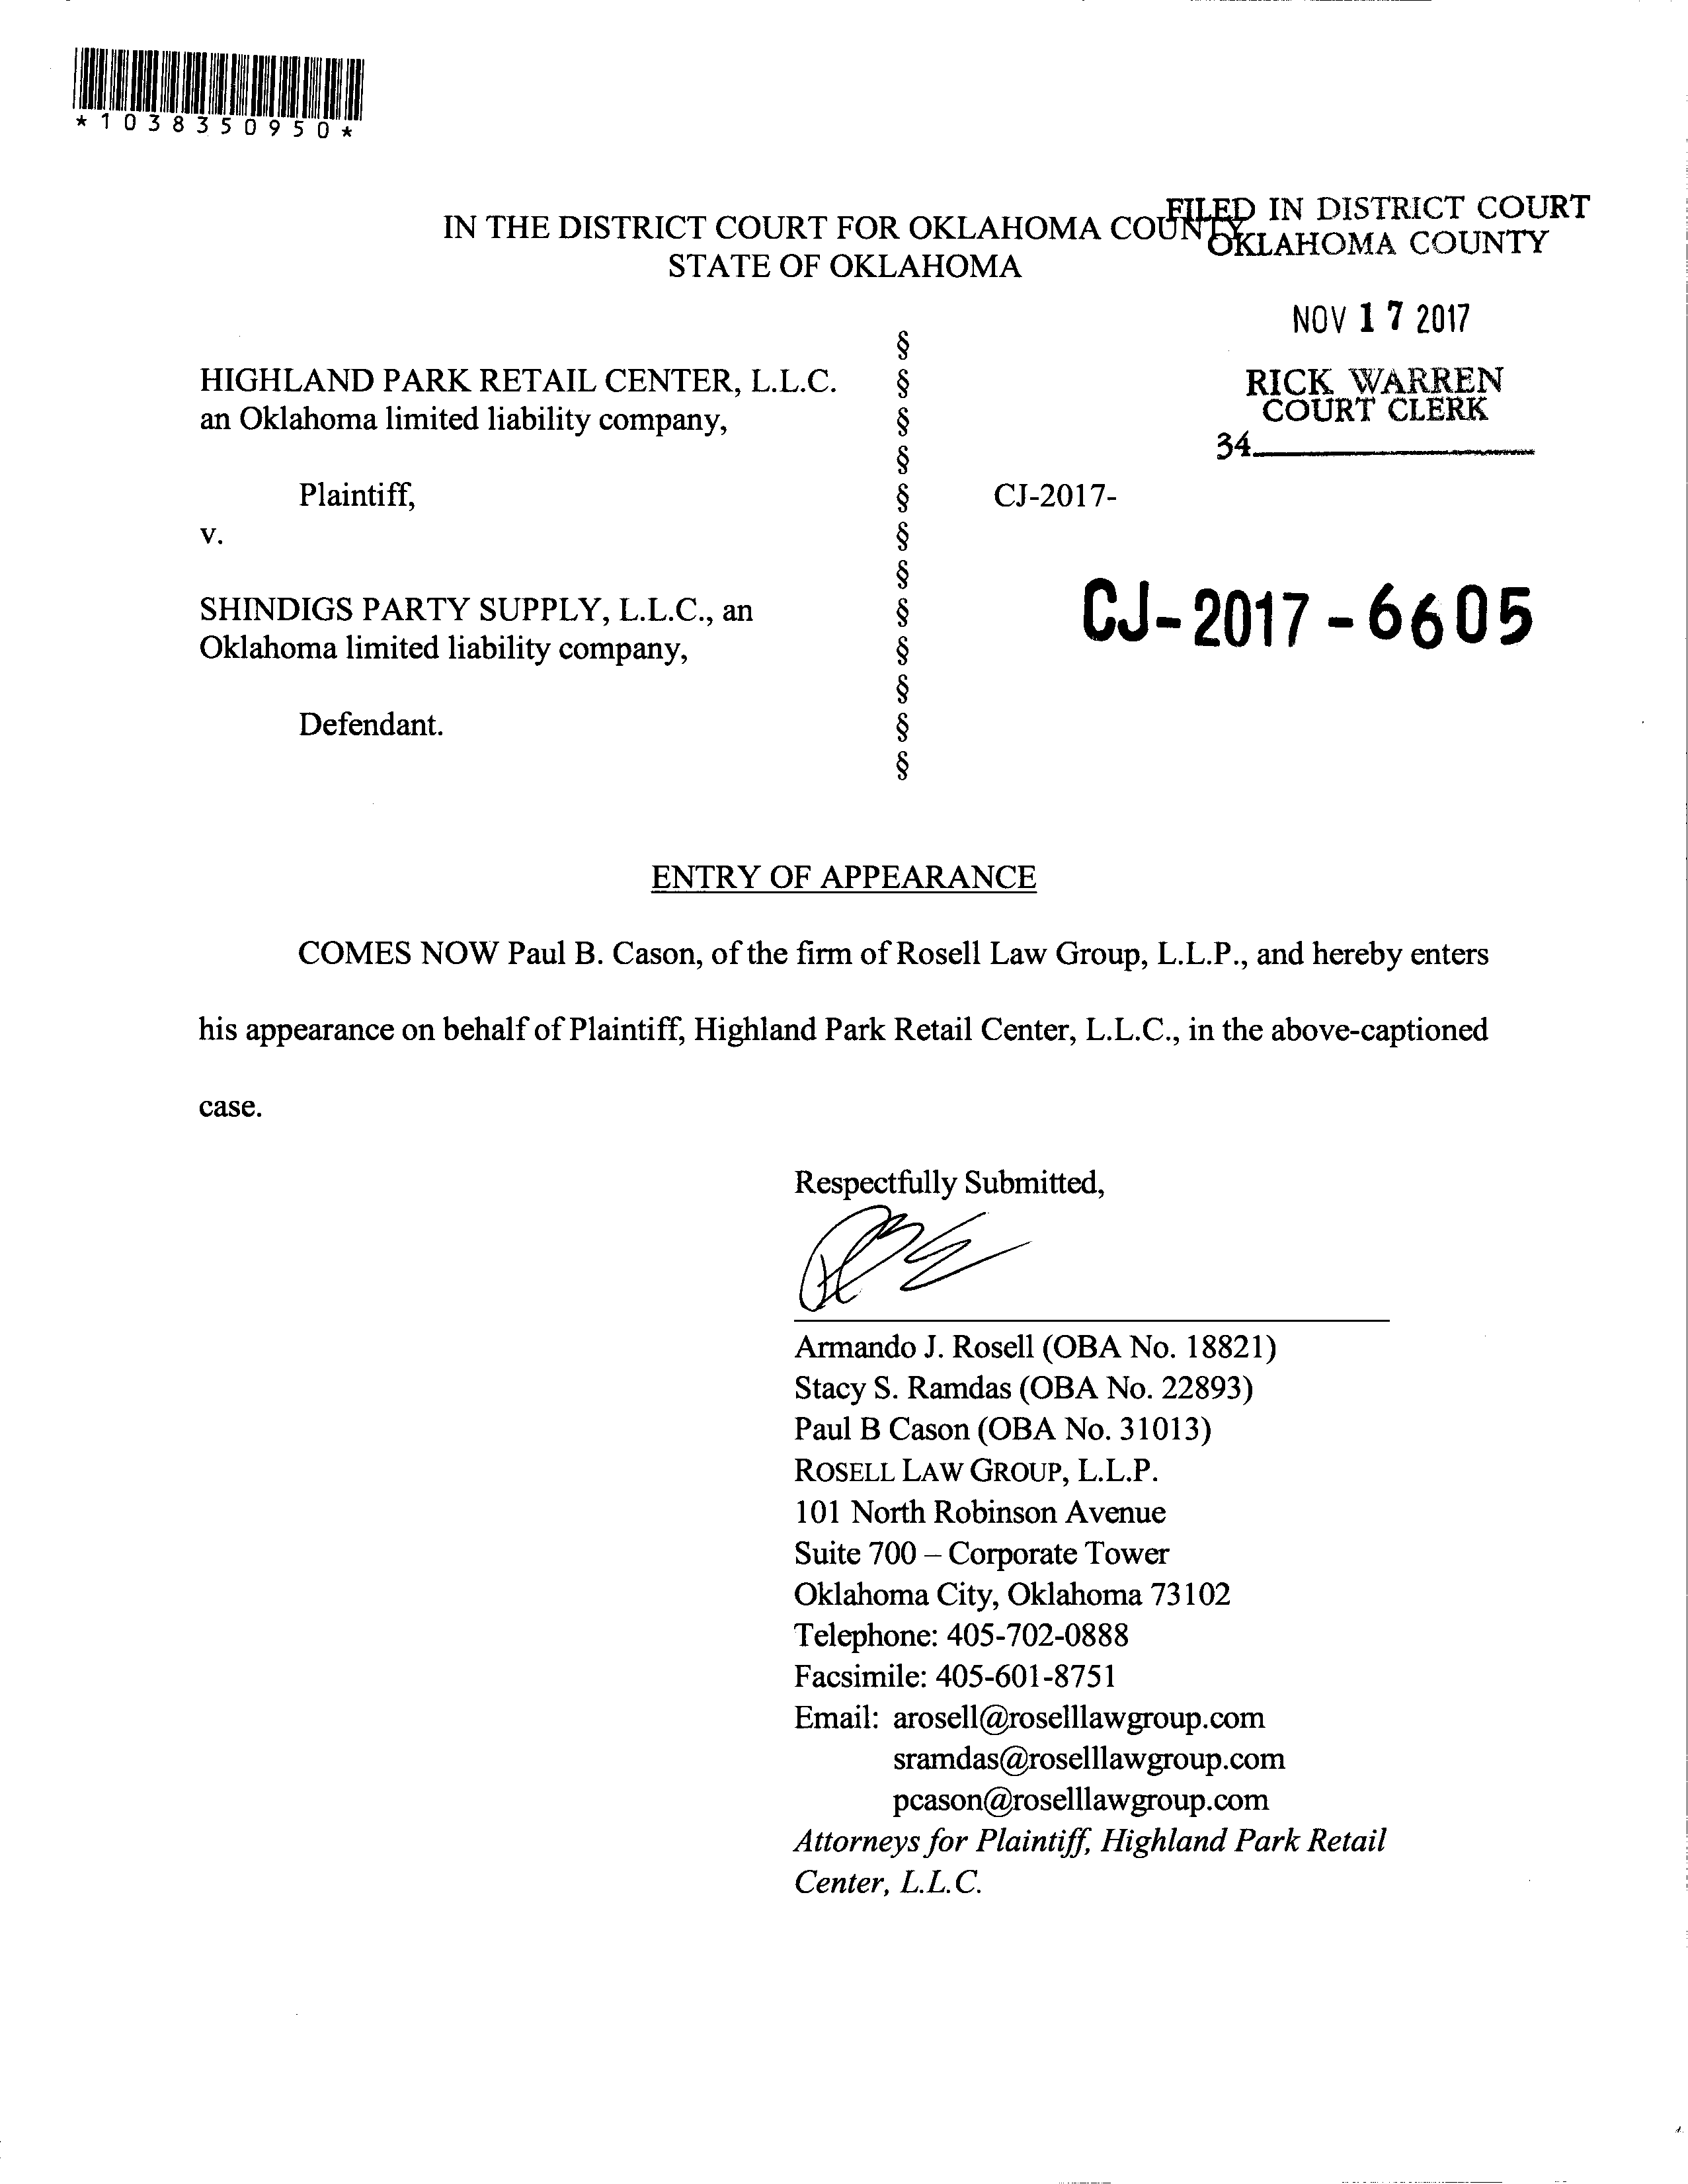 *1038350950*
IN THE DISTRICT COURT FOR OKLAHOMA COUNTY
STATE OF OKLAHOMA
FILED IN DISTRICT COURT
OKLAHOMA COUNTY
NOV 17 2017
RICK WARREN
COURT CLERK
34
§
HIGHLAND PARK RETAIL CENTER, L.L.C. §
an Oklahoma limited liability company, §
§
Plaintiff, § CJ-2017-
v. §
§
CJ-2017-6605
SHINDIGS PARTY SUPPLY, L.L.C., an §
Oklahoma limited liability company, §
§
Defendant. §
§
ENTRY OF APPEARANCE
COMES NOW Paul B. Cason, of the firm of Rosell Law Group, L.L.P., and hereby enters
his appearance on behalf of Plaintiff, Highland Park Retail Center, L.L.C., in the above-captioned
case.
Respectfully Submitted,
Armando J. Rosell (OBA No. 18821)
Stacy S. Ramdas (OBA No. 22893)
Paul B Cason (OBA No. 31013)
ROSELL LAW GROUP, L.L.P.
101 North Robinson Avenue
Suite 700 – Corporate Tower
Oklahoma City, Oklahoma 73102
Telephone: 405-702-0888
Facsimile: 405-601-8751
Email: arosell@roselllawgroup.com
sramdas@roselllawgroup.com
pcason@roselllawgroup.com
Attorneys for Plaintiff, Highland Park Retail
Center, L.L.C.